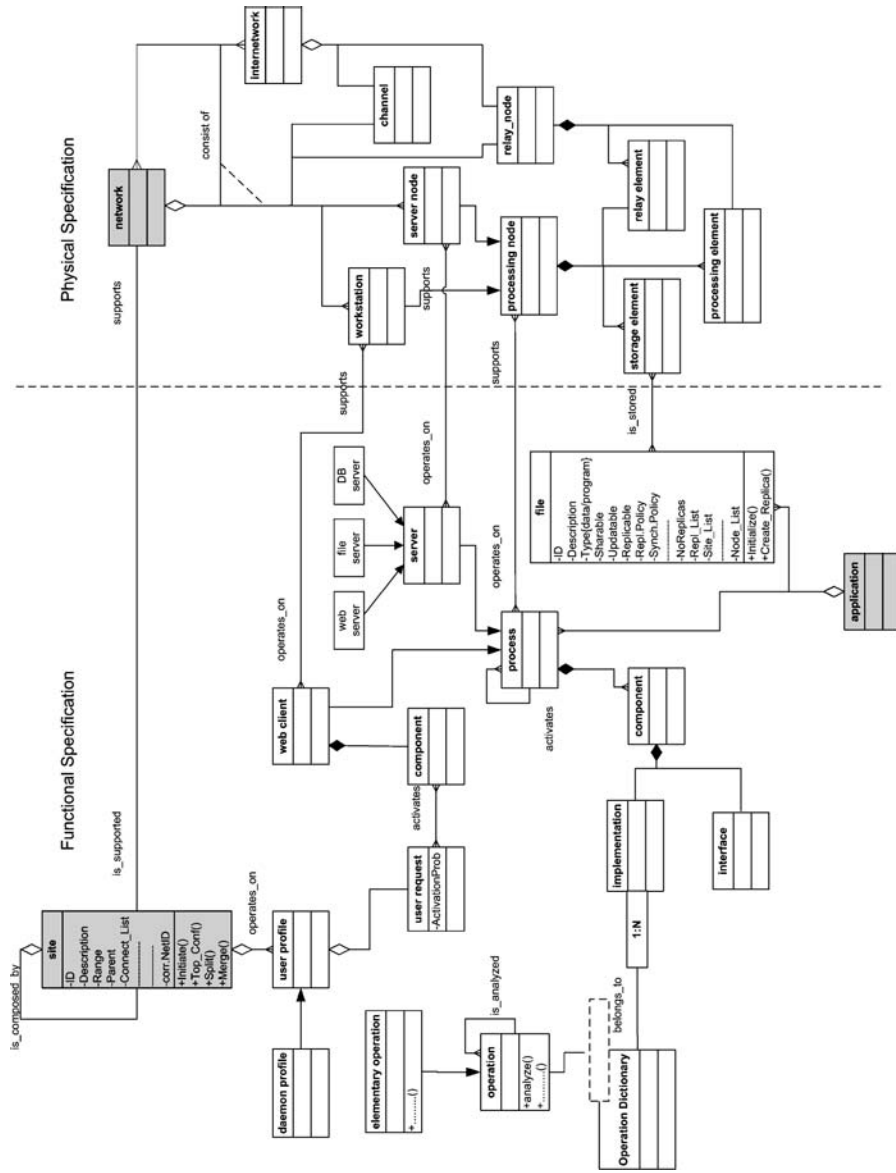 Functional Specification
Physical Specification
is_composed_by
site
-ID
-Description
-Range
-Parent
-Connect_List
-................
-corr.NetID
+Initiate()
+Top_Conf()
+Split()
+Merge()
is_supported
supports
network
consist of
internetwork
channel
relay_node
workstation
server node
supports
processing node
relay element
storage element
processing element
operates_on
user profile
daemon profile
user request
-ActivationProb
activates
component
web client
operates_on
supports
web
server
file
server
DB
server
server
operates_on
process
activates
operates_on
supports
is_stored
file
-ID
-Description
-Type{data/program}
-Sharable
-Updatable
-Replicable
-Repl.Policy
-Synch.Policy
-................
-NoReplicas
-Repl_List
-Site_List
-................
-Node_List
+Initialize()
+Create_Replica()
application
component
implementation
interface
1:N
elementary operation
+.........()
operation
+analyze()
+.........()
is_analyzed
belongs_to
Operation Dictionary